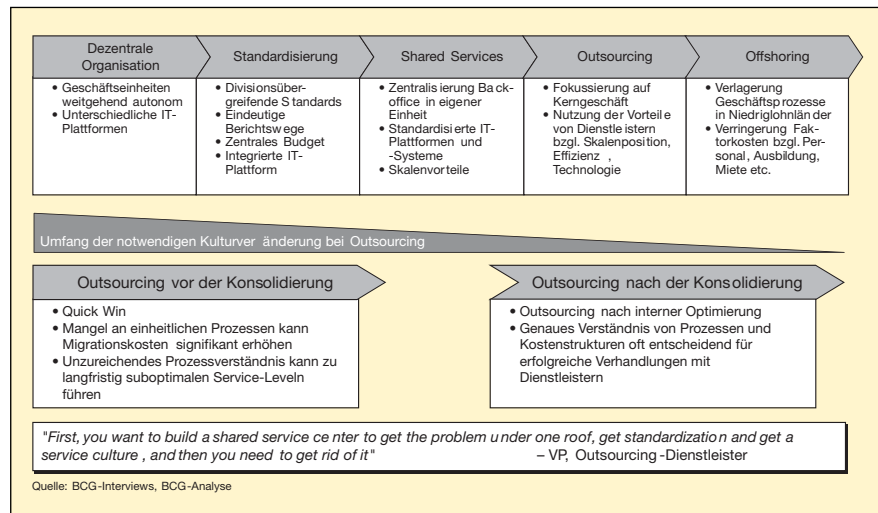 Dezentrale
Organisation
• Geschäftseinheiten
weitgehend autonom
• Unterschiedliche IT-
Plattformen
Standardisierung
• Divisionsüber-
greifende Standards
• Eindeutige
Berichtswege
• Zentrales Budget
• Integrierte IT-
Plattform
Shared Services
• Zentralisierung Back-
office in eigener
Einheit
• Standardisierte IT-
Plattformen und
-Systeme
• Skalenvorteile
Outsourcing
• Fokussierung auf
Kerngeschäft
• Nutzung der Vorteile
von Dienstleistern
bzgl. Skalenposition,
Effizienz,
Technologie
Offshoring
• Verlagerung
Geschäftsprozesse
in Niedriglohnländer
• Verringerung Fak-
torkosten bzgl. Per-
sonal, Ausbildung,
Miete etc.
Umfang der notwendigen Kulturveränderung bei Outsourcing
Outsourcing vor der Konsolidierung
• Quick Win
• Mangel an einheitlichen Prozessen kann
Migrationskosten signifikant erhöhen
• Unzureichendes Prozessverständnis kann zu
langfristig suboptimalen Service-Leveln
führen
Outsourcing nach der Konsolidierung
• Outsourcing nach interner Optimierung
• Genaues Verständnis von Prozessen und
Kostenstrukturen oft entscheidend für
erfolgreiche Verhandlungen mit
Dienstleistern
"First, you want to build a shared service center to get the problem under one roof, get standardization and get a
service culture, and then you need to get rid of it" – VP, Outsourcing-Dienstleister
Quelle: BCG-Interviews, BCG-Analyse